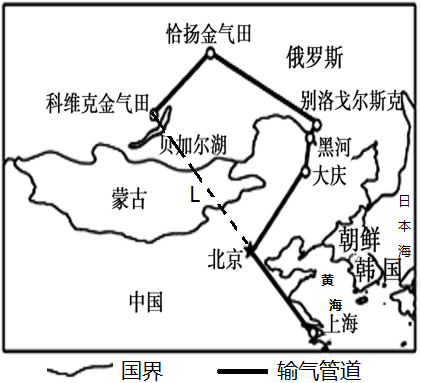 恰扬金气田
俄罗斯
科维克金气田
别洛戈尔斯克
贝加尔湖
黑河
大庆
蒙古
L
日本海
朝鲜
北京
韩国
黄海
中国
上海
国界
输气管道